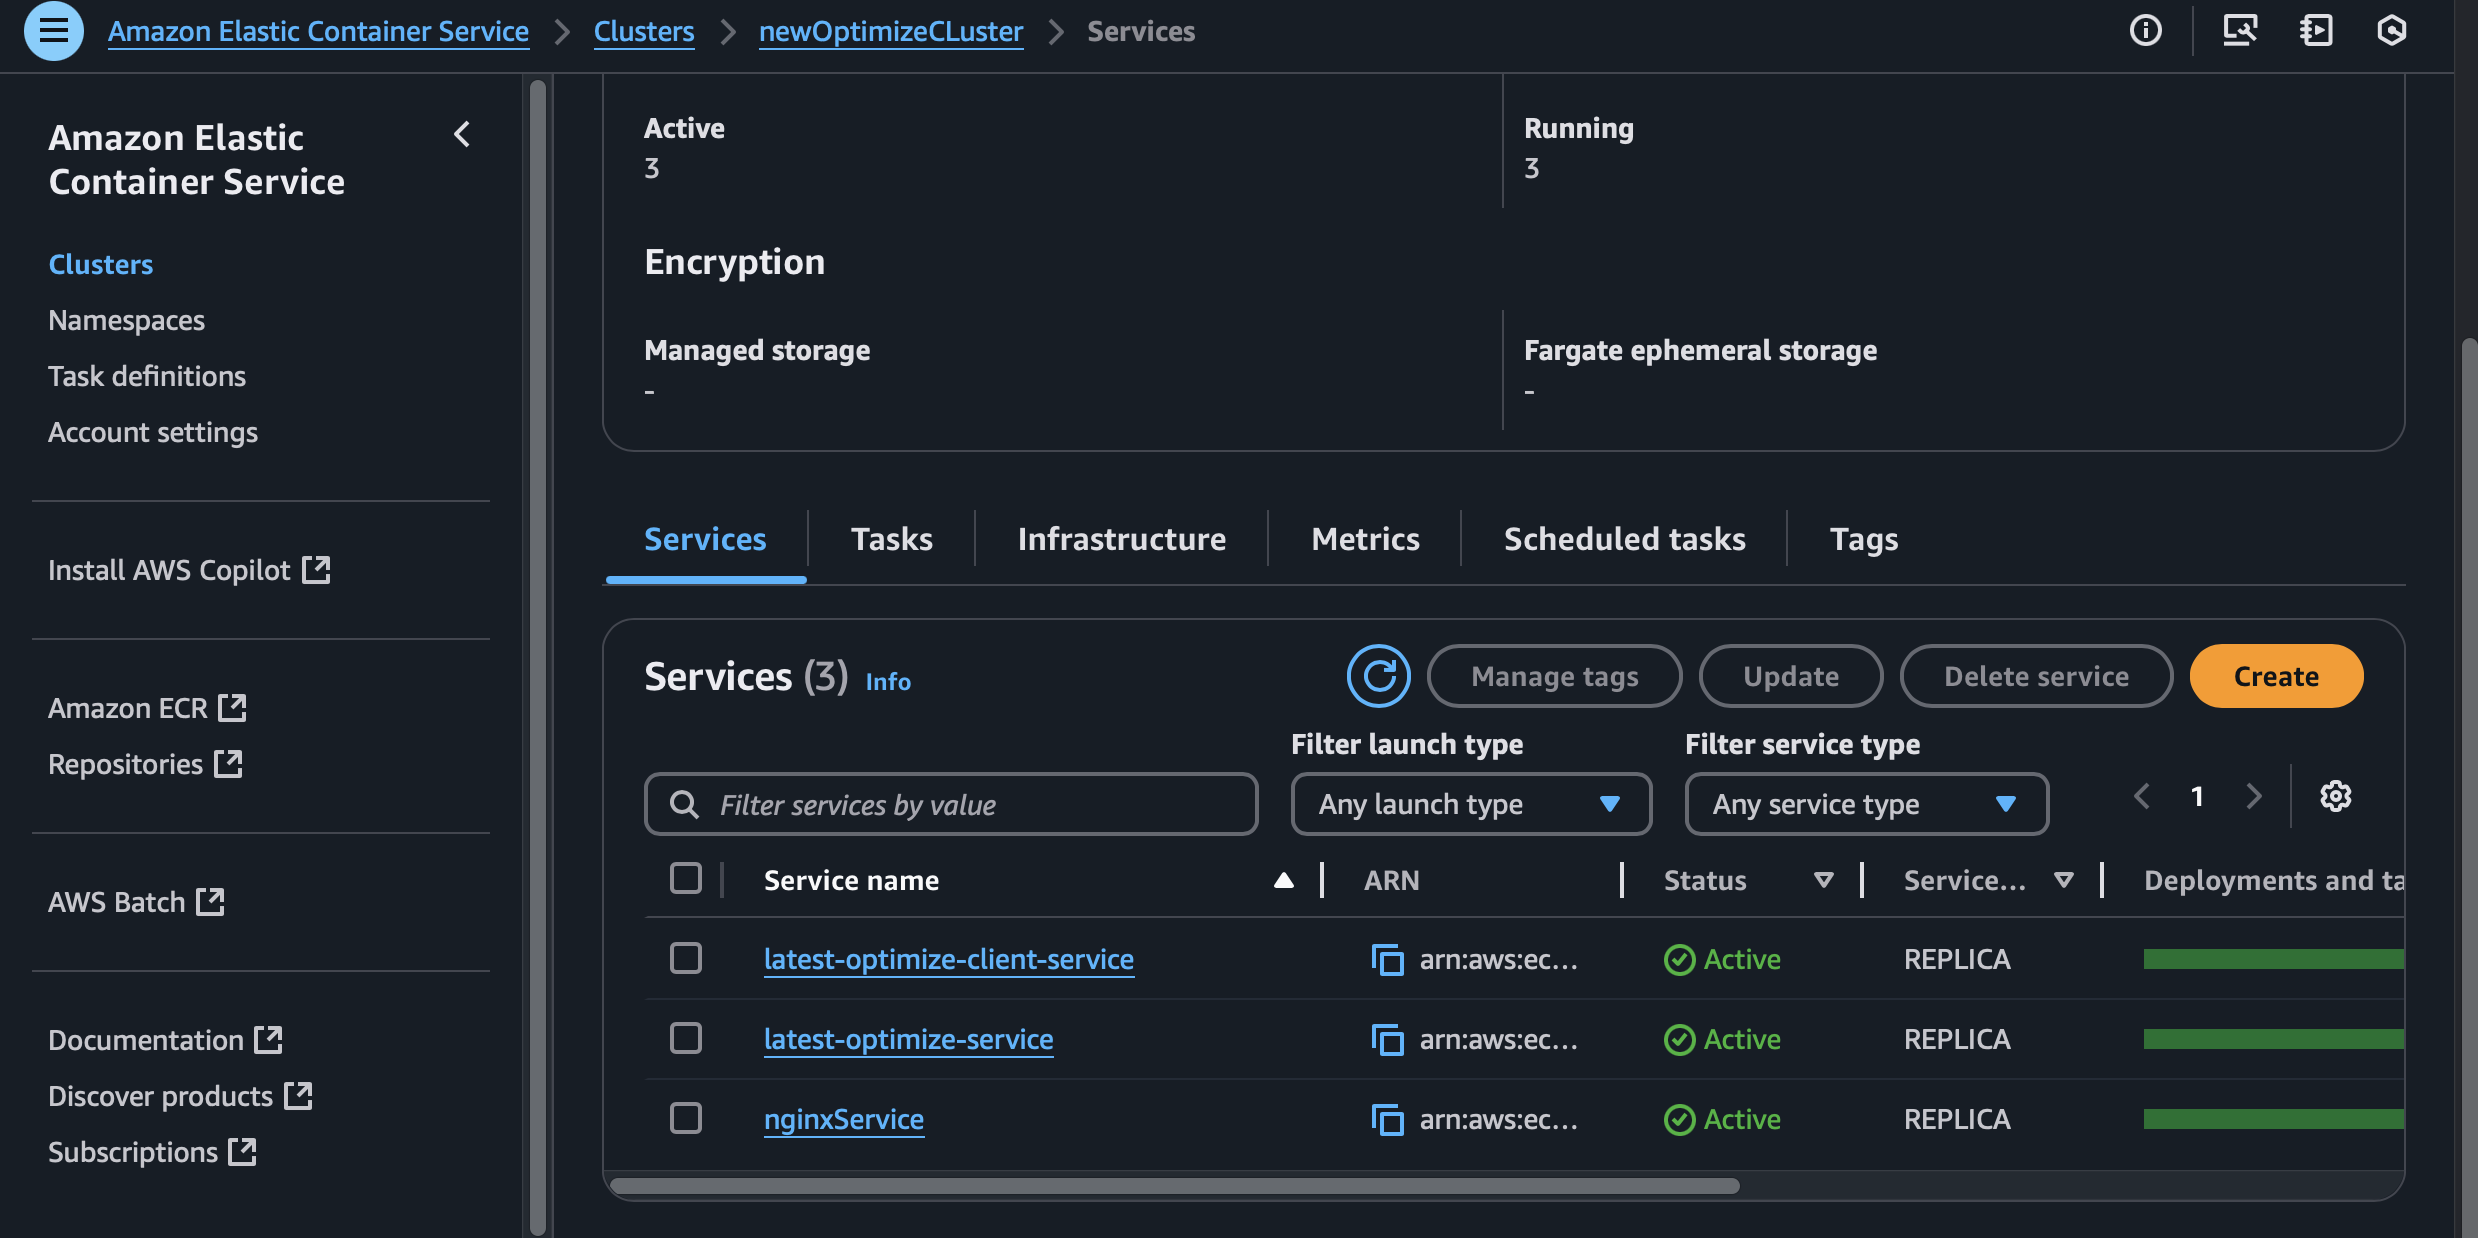 Amazon Elastic Container Service
Clusters
newOptimizeCLuster
Services
Amazon Elastic
Container Service
Clusters
Namespaces
Task definitions
Account settings
Install AWS Copilot
Amazon ECR
Repositories
AWS Batch
Documentation
Discover products
Subscriptions
Active
3
Running
3
Encryption
Managed storage
-
Fargate ephemeral storage
-
Services
Tasks
Infrastructure
Metrics
Scheduled tasks
Tags
Services (3) Info
Manage tags
Update
Delete service
Create
Filter launch type
Filter service type
Filter services by value
Any launch type
Any service type
1
Service name
ARN
Status
Service...
Deployments and ta
latest-optimize-client-service arn:aws:ec... Active REPLICA
latest-optimize-service arn:aws:ec... Active REPLICA
nginxService arn:aws:ec... Active REPLICA